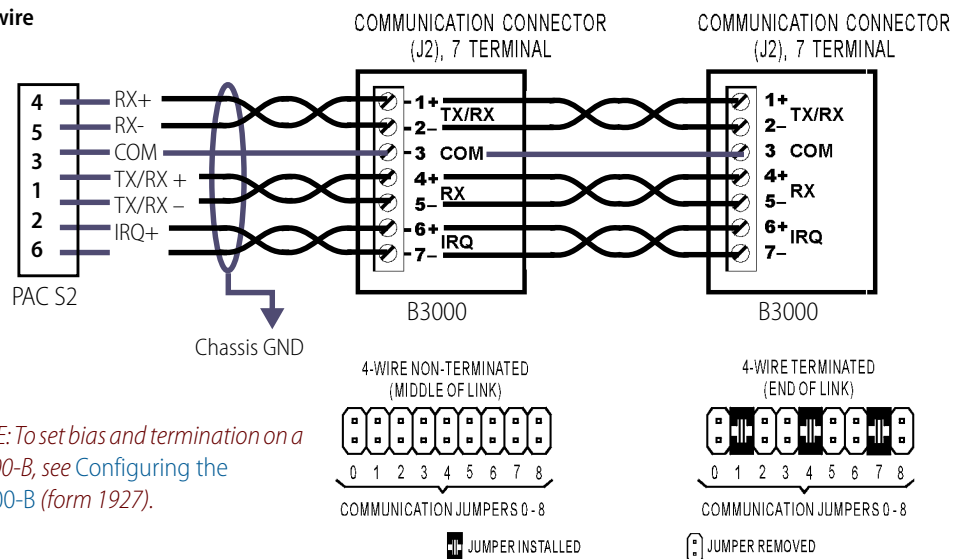 wire
COMMUNICATION CONNECTOR
(J2), 7 TERMINAL
COMMUNICATION CONNECTOR
(J2), 7 TERMINAL
4 RX+
5 RX-
3 COM
1 TX/RX +
2 TX/RX –
6 IRQ+
PAC S2
Chassis GND
-1+
TX/RX
-2–
-3 COM
4+
RX
5–
-6+
IRQ
-7–
B3000
1+
TX/RX
2–
3 COM
4+
RX
5–
6+
IRQ
7–
B3000
E: To set bias and termination on a
00-B, see Configuring the
00-B (form 1927).
4-WIRE NON-TERMINATED
(MIDDLE OF LINK)
0 1 2 3 4 5 6 7 8
COMMUNICATION JUMPERS 0 - 8
4-WIRE TERMINATED
(END OF LINK)
0 1 2 3 4 5 6 7 8
COMMUNICATION JUMPERS 0 - 8
JUMPER INSTALLED
JUMPER REMOVED